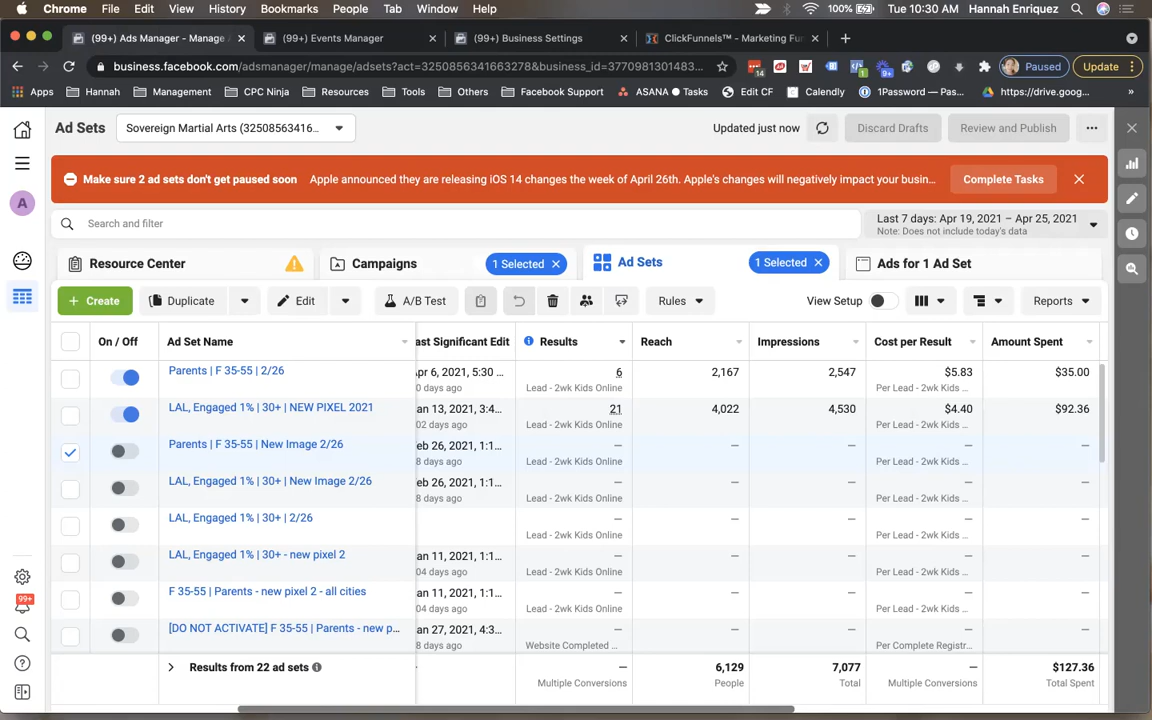 Chrome File Edit View History Bookmarks People Tab Window Help 100% Tue 10:30 AM Hannah Enriquez
(99+) Ads Manager - Manage A (99+) Events Manager (99+) Business Settings ClickFunnels™ - Marketing Fun
business.facebook.com/adsmanager/manage/adsets?act=3250856341663278&business_id=3770981301483... 14 1 9+ Paused Update
Apps Hannah Management CPC Ninja Resources Tools Others Facebook Support ASANA Tasks Edit CF Calendly 1Password — Pas... https://drive.goog... »
Ad Sets Sovereign Martial Arts (32508563416... Updated just now Discard Drafts Review and Publish
Make sure 2 ad sets don't get paused soon Apple announced they are releasing iOS 14 changes the week of April 26th. Apple's changes will negatively impact your busin... Complete Tasks
A
Search and filter
Last 7 days: Apr 19, 2021 – Apr 25, 2021
Note: Does not include today's data
Resource Center Campaigns 1 Selected Ad Sets 1 Selected Ads for 1 Ad Set
+ Create Duplicate Edit A/B Test Rules View Setup Reports
On / Off Ad Set Name ast Significant Edit Results Reach Impressions Cost per Result Amount Spent
Parents | F 35-55 | 2/26 pr 6, 2021, 5:30 ... 6 2,167 2,547 $5.83 $35.00
0 days ago Lead - 2wk Kids Online Per Lead - 2wk Kids ...
LAL, Engaged 1% | 30+ | NEW PIXEL 2021 an 13, 2021, 3:4... 21 4,022 4,530 $4.40 $92.36
02 days ago Lead - 2wk Kids Online Per Lead - 2wk Kids ...
Parents | F 35-55 | New Image 2/26 eb 26, 2021, 1:1... — — — — —
8 days ago Lead - 2wk Kids Online Per Lead - 2wk Kids ...
LAL, Engaged 1% | 30+ | New Image 2/26 eb 26, 2021, 1:1... — — — — —
8 days ago Lead - 2wk Kids Online Per Lead - 2wk Kids ...
LAL, Engaged 1% | 30+ | 2/26 — — — — —
Lead - 2wk Kids Online Per Lead - 2wk Kids ...
LAL, Engaged 1% | 30+ - new pixel 2 an 11, 2021, 1:1... — — — — —
04 days ago Lead - 2wk Kids Online Per Lead - 2wk Kids ...
F 35-55 | Parents - new pixel 2 - all cities an 11, 2021, 1:1... — — — — —
04 days ago Lead - 2wk Kids Online Per Lead - 2wk Kids ...
[DO NOT ACTIVATE] F 35-55 | Parents - new p... an 27, 2021, 4:3... — — — — —
8 days ago Website Completed ... Per Complete Registr...
99+
Results from 22 ad sets - — 6,129 7,077 — $127.36
Multiple Conversions People Total Multiple Conversions Total Spent